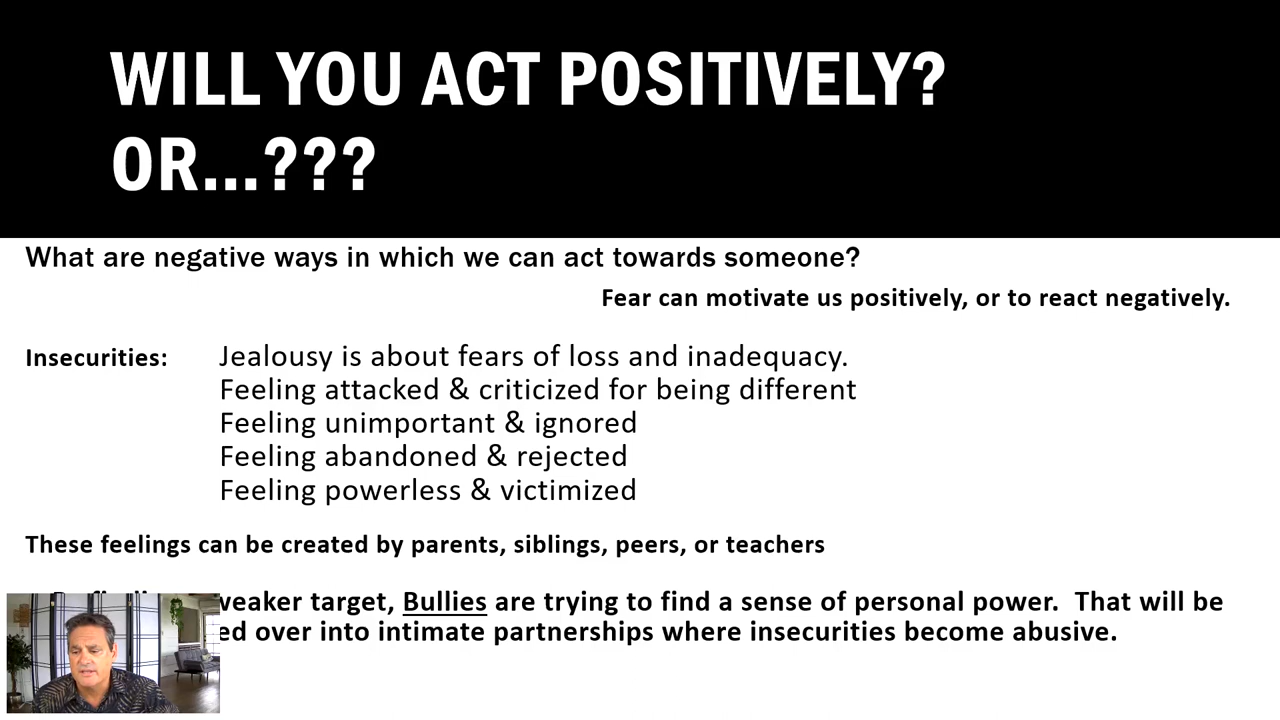 WILL YOU ACT POSITIVELY?
OR...???
What are negative ways in which we can act towards someone?
Fear can motivate us positively, or to react negatively.
Insecurities: Jealousy is about fears of loss and inadequacy.
Feeling attacked & criticized for being different
Feeling unimportant & ignored
Feeling abandoned & rejected
Feeling powerless & victimized
These feelings can be created by parents, siblings, peers, or teachers
target, Bullies are trying to find a sense of personal power. That will be
over into intimate partnerships where insecurities become abusive.